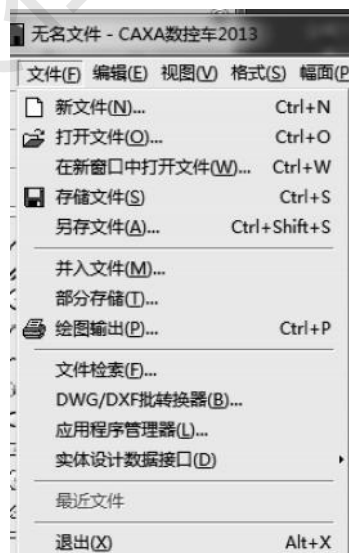 无名文件 - CAXA数控车2013
文件(F) 编辑(E) 视图(V) 格式(S) 幅面(P
新文件(N)... Ctrl+N
打开文件(O)... Ctrl+O
在新窗口中打开文件(W)... Ctrl+W
存储文件(S) Ctrl+S
另存文件(A)... Ctrl+Shift+S
并入文件(M)...
部分存储(T)...
绘图输出(P)... Ctrl+P
文件检索(F)...
DWG/DXF批转换器(B)...
应用程序管理器(L)...
实体设计数据接口(D)
最近文件
退出(X) Alt+X